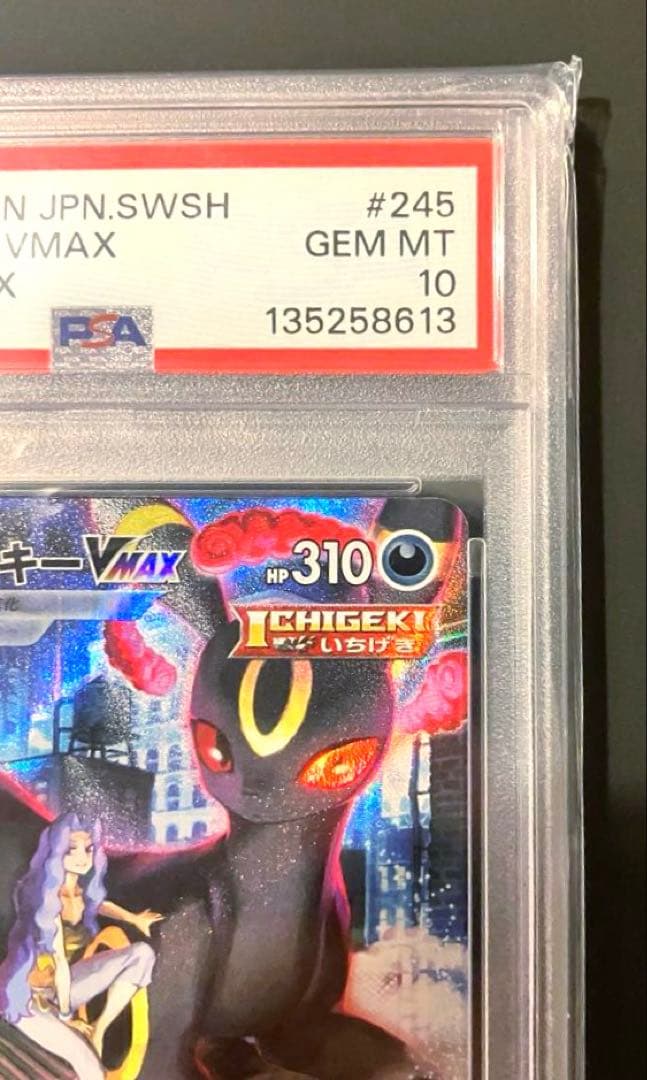 N JPN.SWSH #245
VMAX GEM MT
X 10
PSA 135258613
キーVMAX HP310
化
ICHIGEKI
いちげき